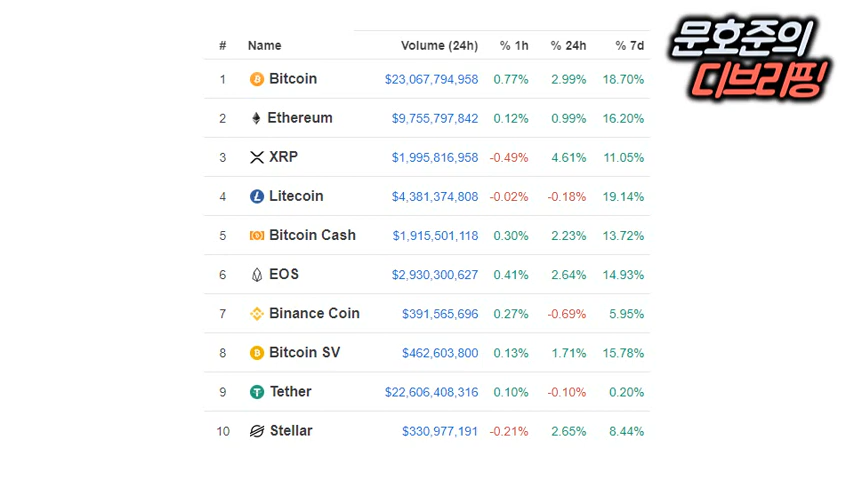 문호준의
디브리핑
# Name Volume (24h) % 1h % 24h % 7d
1 Bitcoin $23,067,794,958 0.77% 2.99% 18.70%
2 Ethereum $9,755,797,842 0.12% 0.99% 16.20%
3 XRP $1,995,816,958 -0.49% 4.61% 11.05%
4 Litecoin $4,381,374,808 -0.02% -0.18% 19.14%
5 Bitcoin Cash $1,915,501,118 0.30% 2.23% 13.72%
6 EOS $2,930,300,627 0.41% 2.64% 14.93%
7 Binance Coin $391,565,696 0.27% -0.69% 5.95%
8 Bitcoin SV $462,603,800 0.13% 1.71% 15.78%
9 Tether $22,606,408,316 0.10% -0.10% 0.20%
10 Stellar $330,977,191 -0.21% 2.65% 8.44%